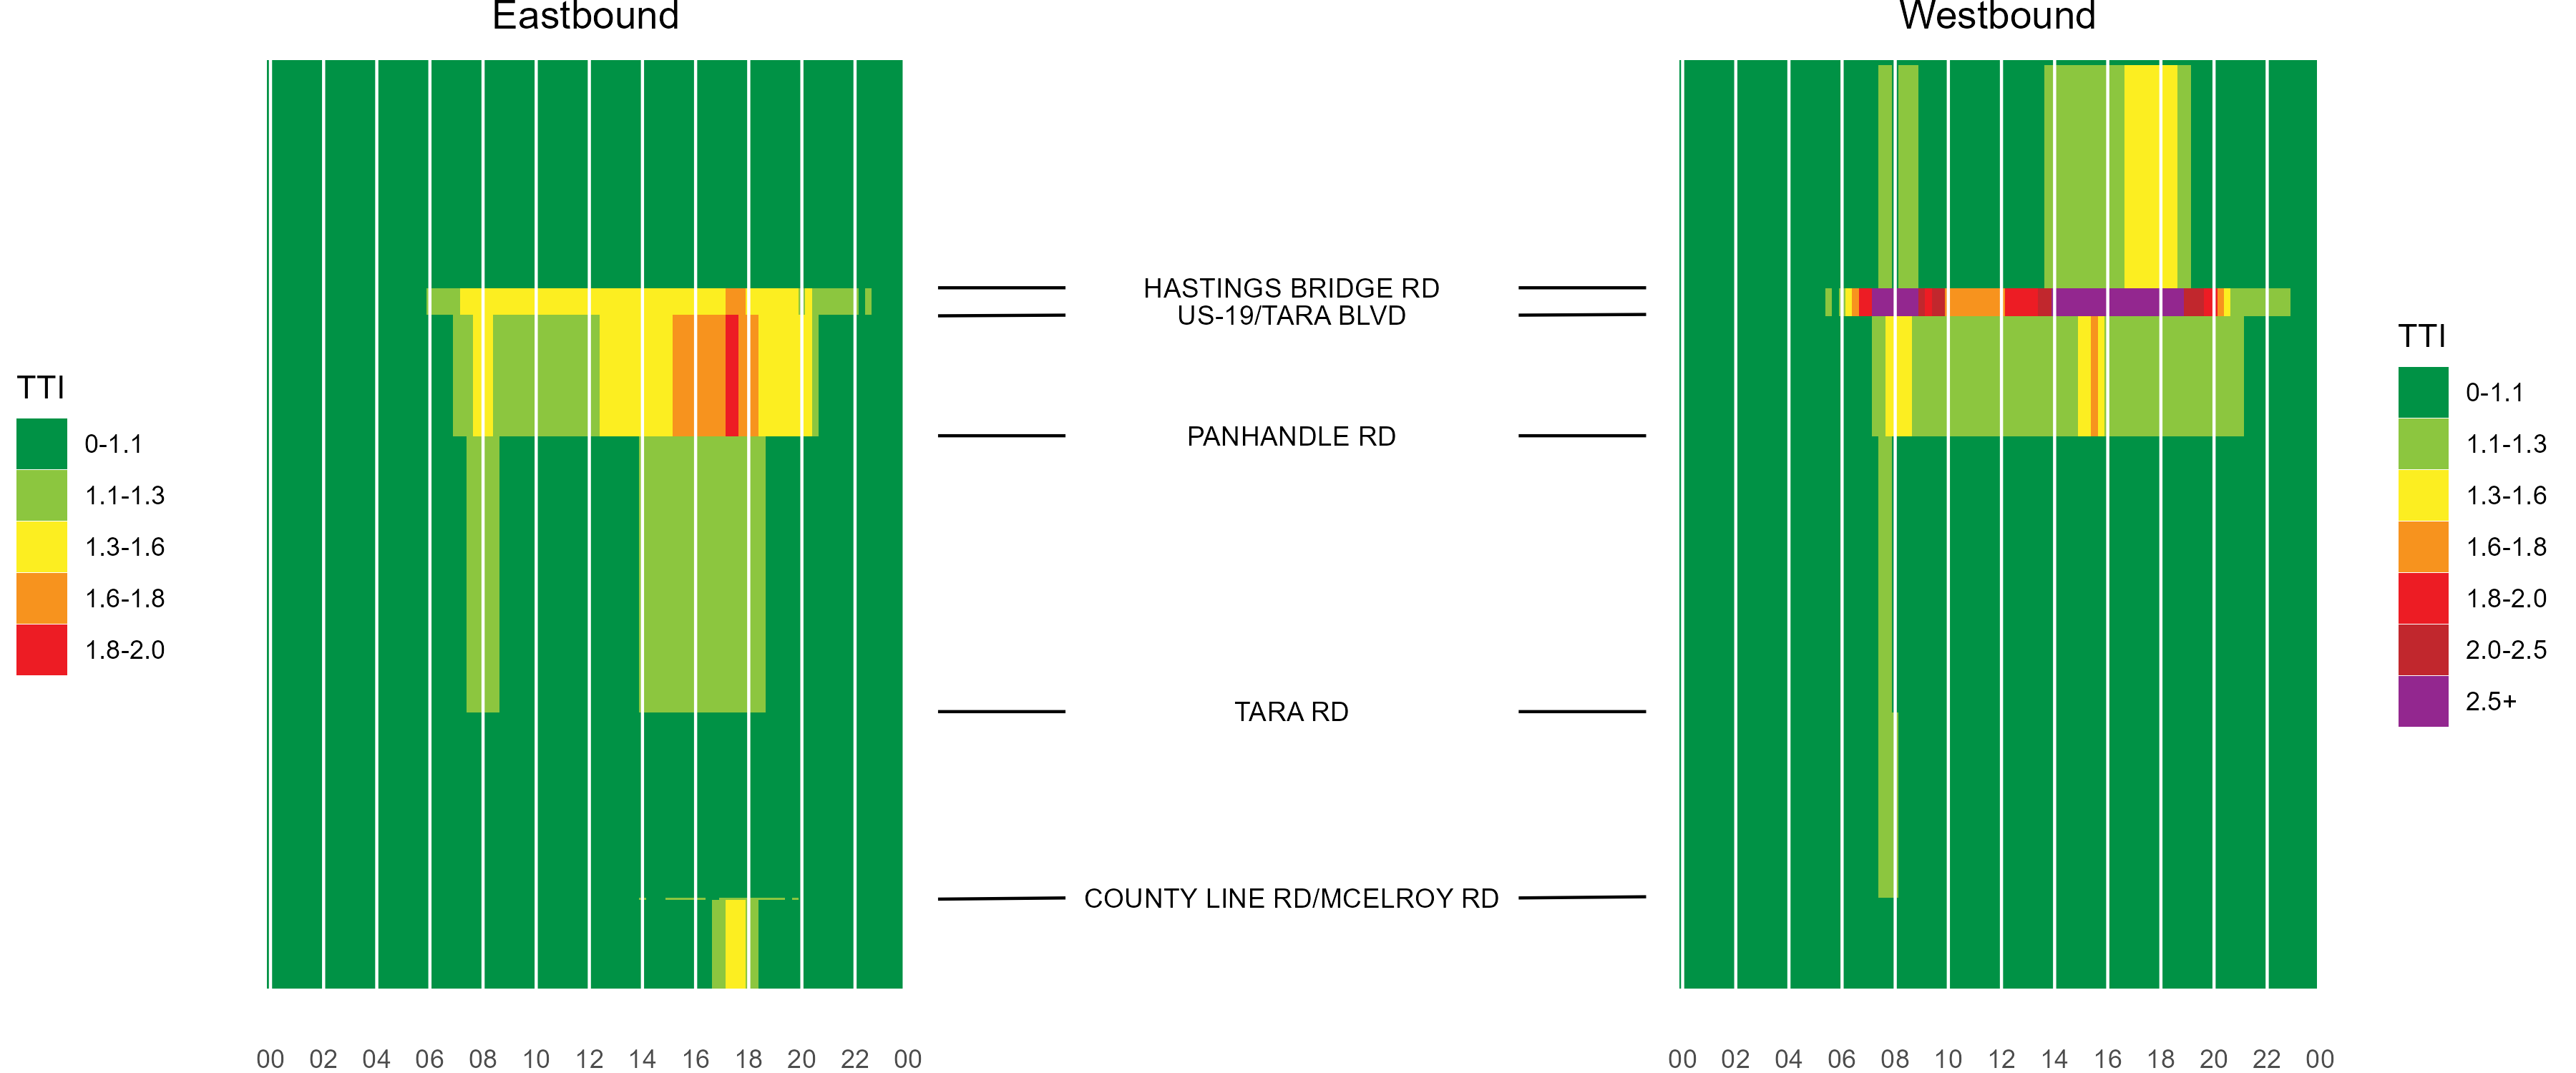 Eastbound
Westbound
HASTINGS BRIDGE RD
US-19/TARA BLVD
PANHANDLE RD
TARA RD
COUNTY LINE RD/MCELROY RD
TTI
0-1.1
1.1-1.3
1.3-1.6
1.6-1.8
1.8-2.0
TTI
0-1.1
1.1-1.3
1.3-1.6
1.6-1.8
1.8-2.0
2.0-2.5
2.5+
00 02 04 06 08 10 12 14 16 18 20 22 00
00 02 04 06 08 10 12 14 16 18 20 22 00